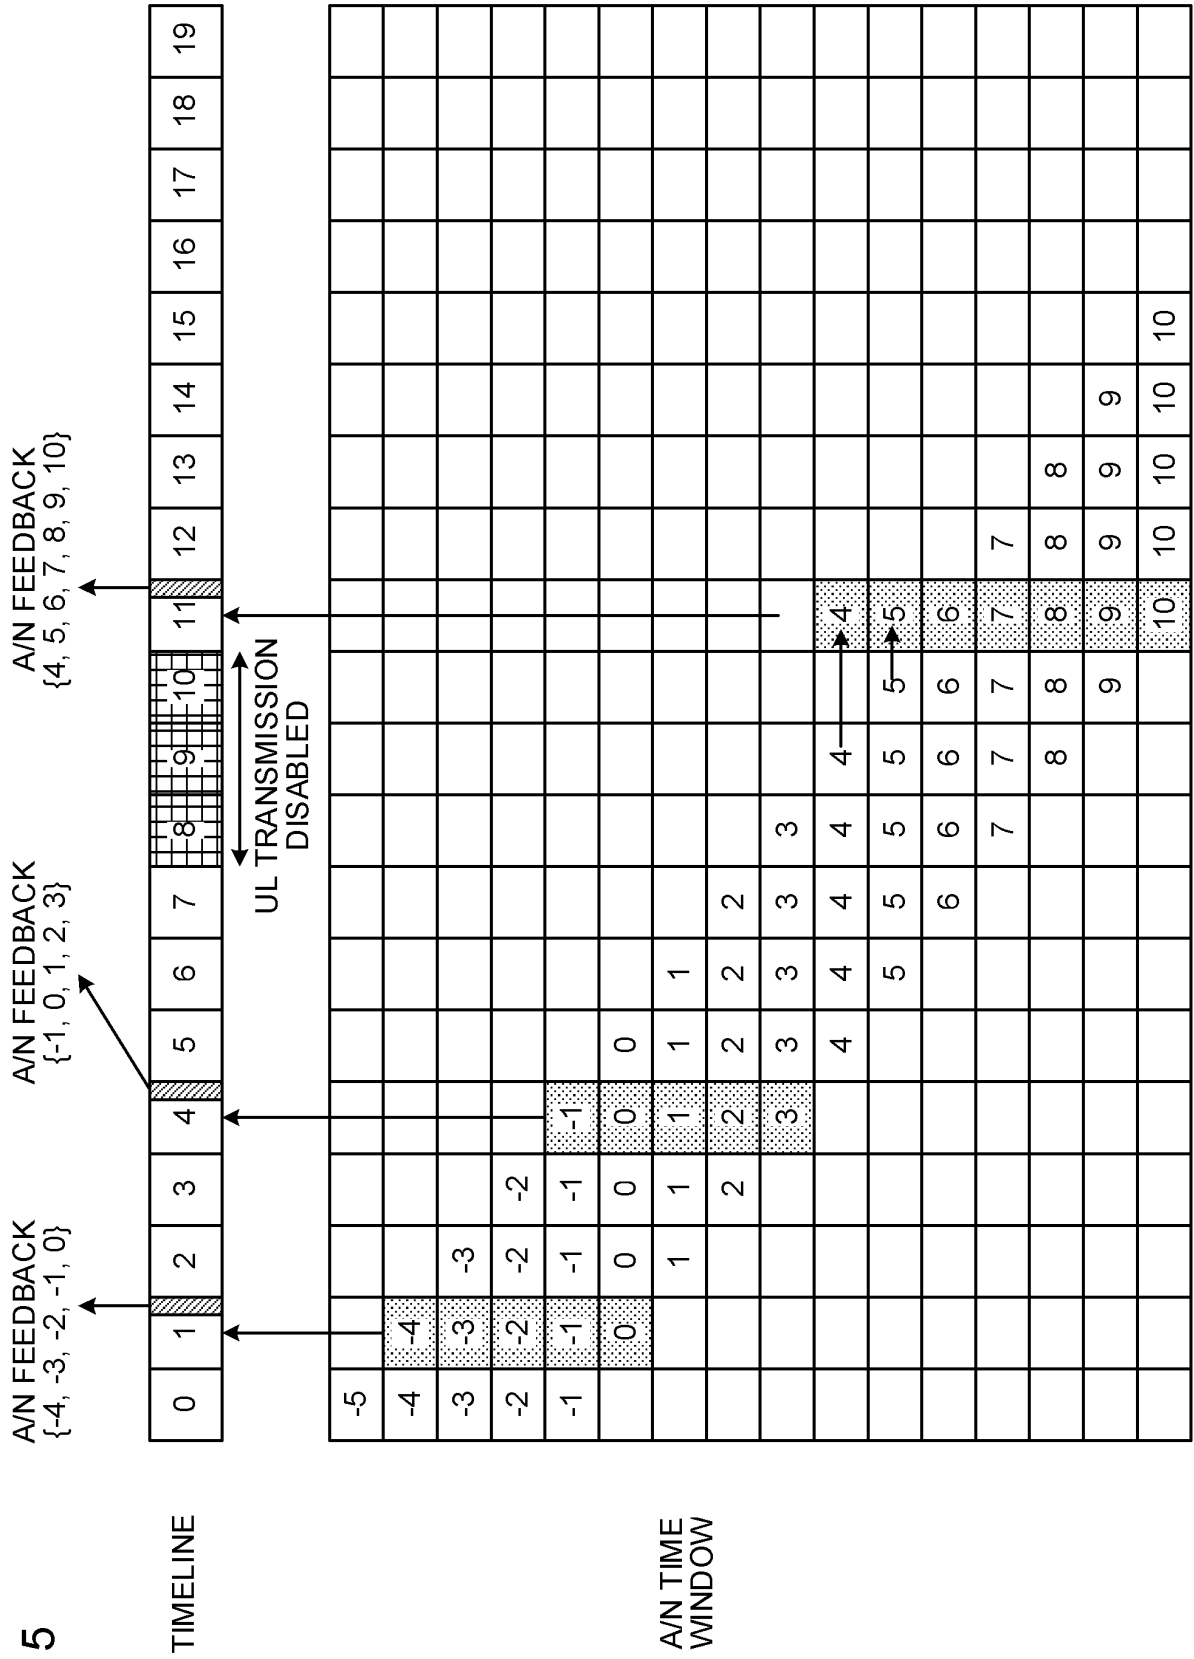 5
A/N FEEDBACK
{-4, -3, -2, -1, 0}
A/N FEEDBACK
{-1, 0, 1, 2, 3}
A/N FEEDBACK
{4, 5, 6, 7, 8, 9, 10}
TIMELINE
0 1 2 3 4 5 6 7 8 9 10 11 12 13 14 15 16 17 18 19
UL TRANSMISSION
DISABLED
A/N TIME
WINDOW
-5
-4 -4
-3 -3 -3
-2 -2 -2 -2
-1 -1 -1 -1 -1
0 0 0 0 0
1 1 1 1 1
2 2 2 2 2
3 3 3 3 3
4 4 4 4 4 4
5 5 5 5 5 5
6 6 6 6 6
7 7 7 7 7
8 8 8 8 8
9 9 9 9 9
10 10 10 10 10